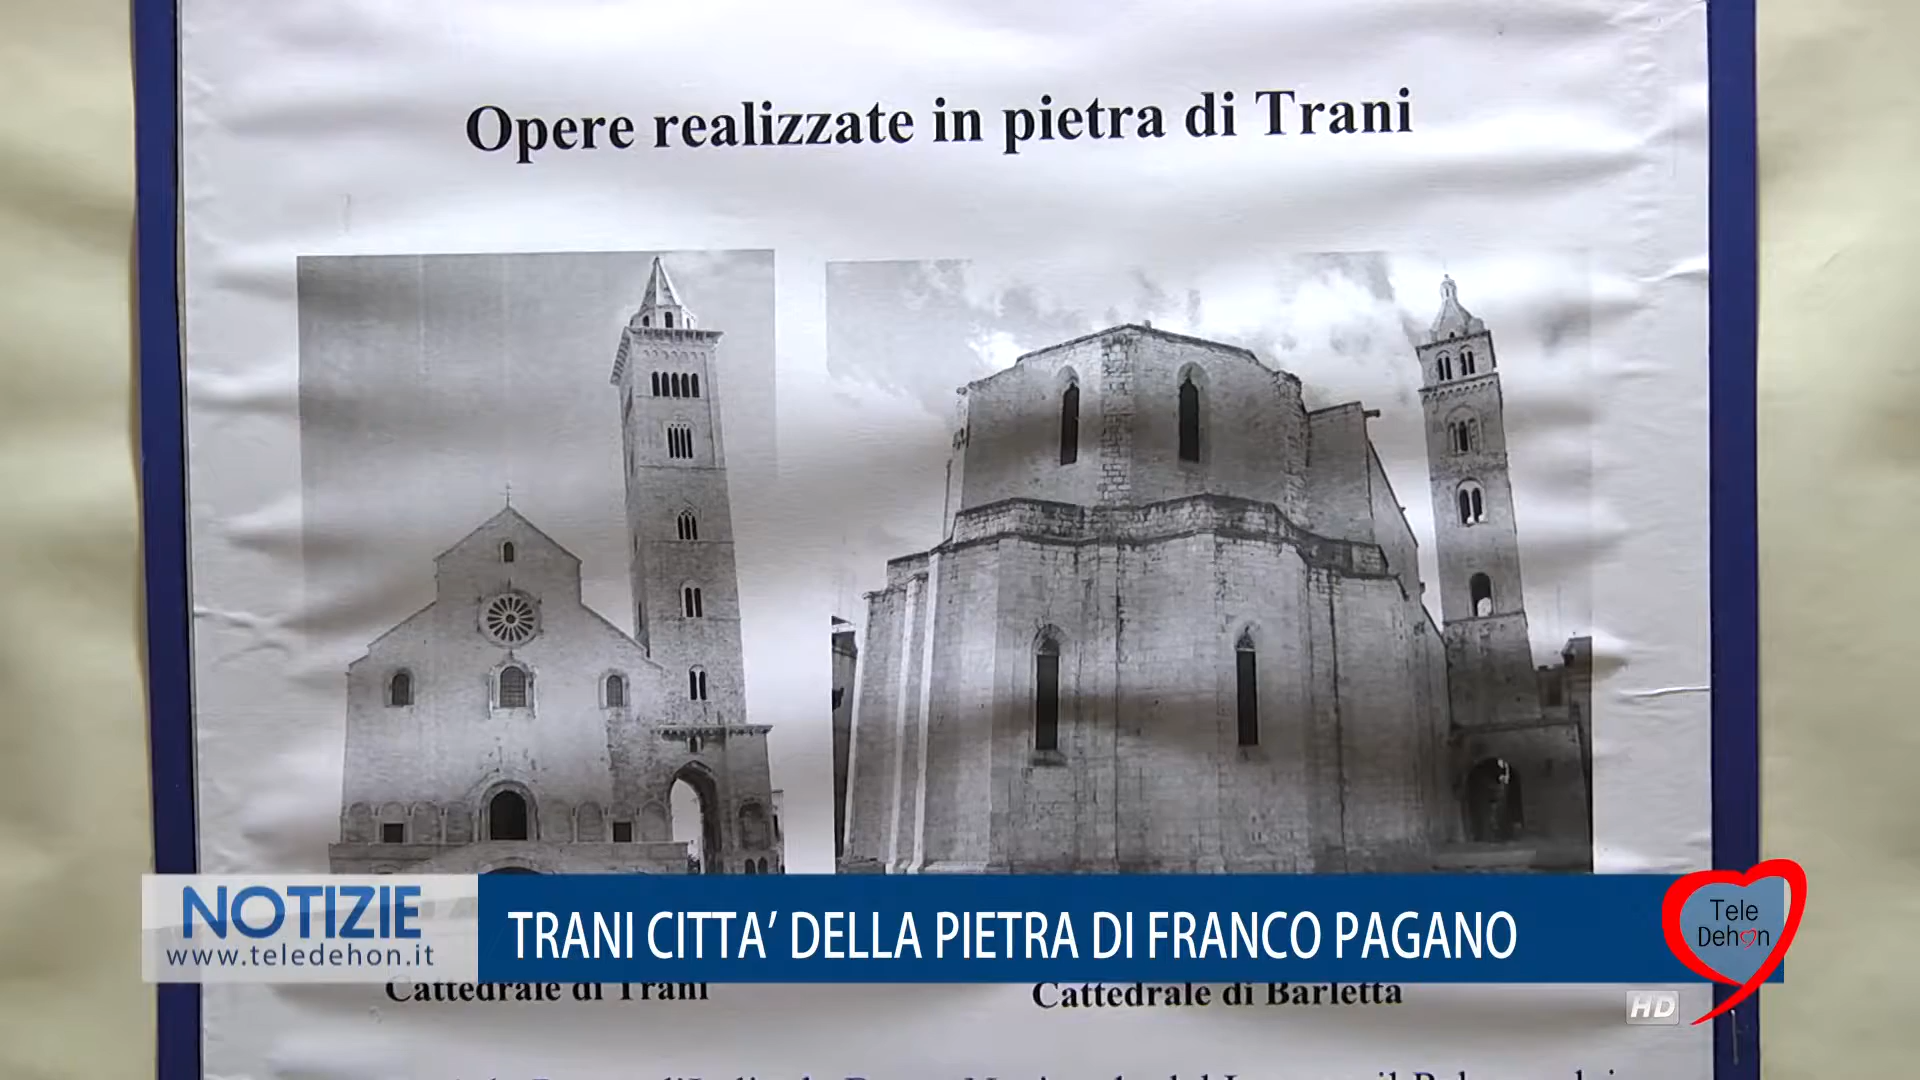 Opere realizzate in pietra di Trani
NOTIZIE
www.teledehon.it
TRANI CITTA’ DELLA PIETRA DI FRANCO PAGANO
Tele
Dehon
Cattedrale di Trani
Cattedrale di Barletta
HD